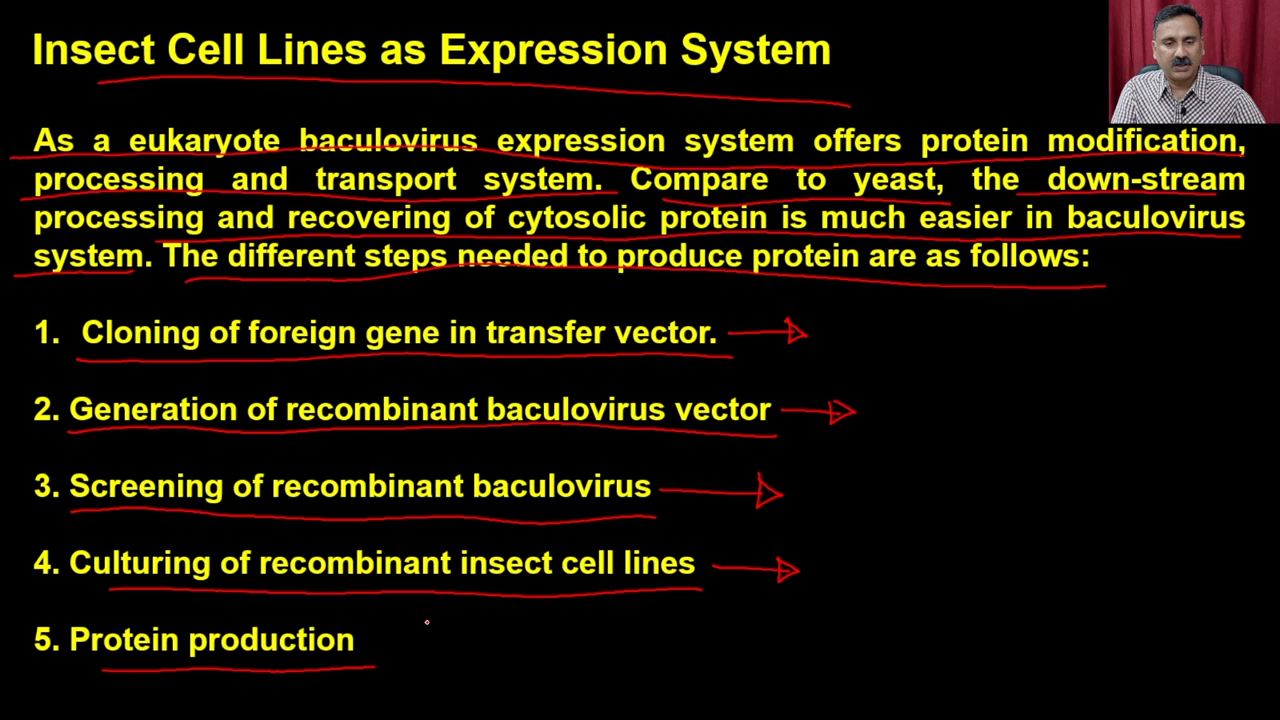 Insect Cell Lines as Expression System
As a eukaryote baculovirus expression system offers protein modification,
processing and transport system. Compare to yeast, the down-stream
processing and recovering of cytosolic protein is much easier in baculovirus
system. The different steps needed to produce protein are as follows:
1. Cloning of foreign gene in transfer vector.
2. Generation of recombinant baculovirus vector
3. Screening of recombinant baculovirus
4. Culturing of recombinant insect cell lines
5. Protein production